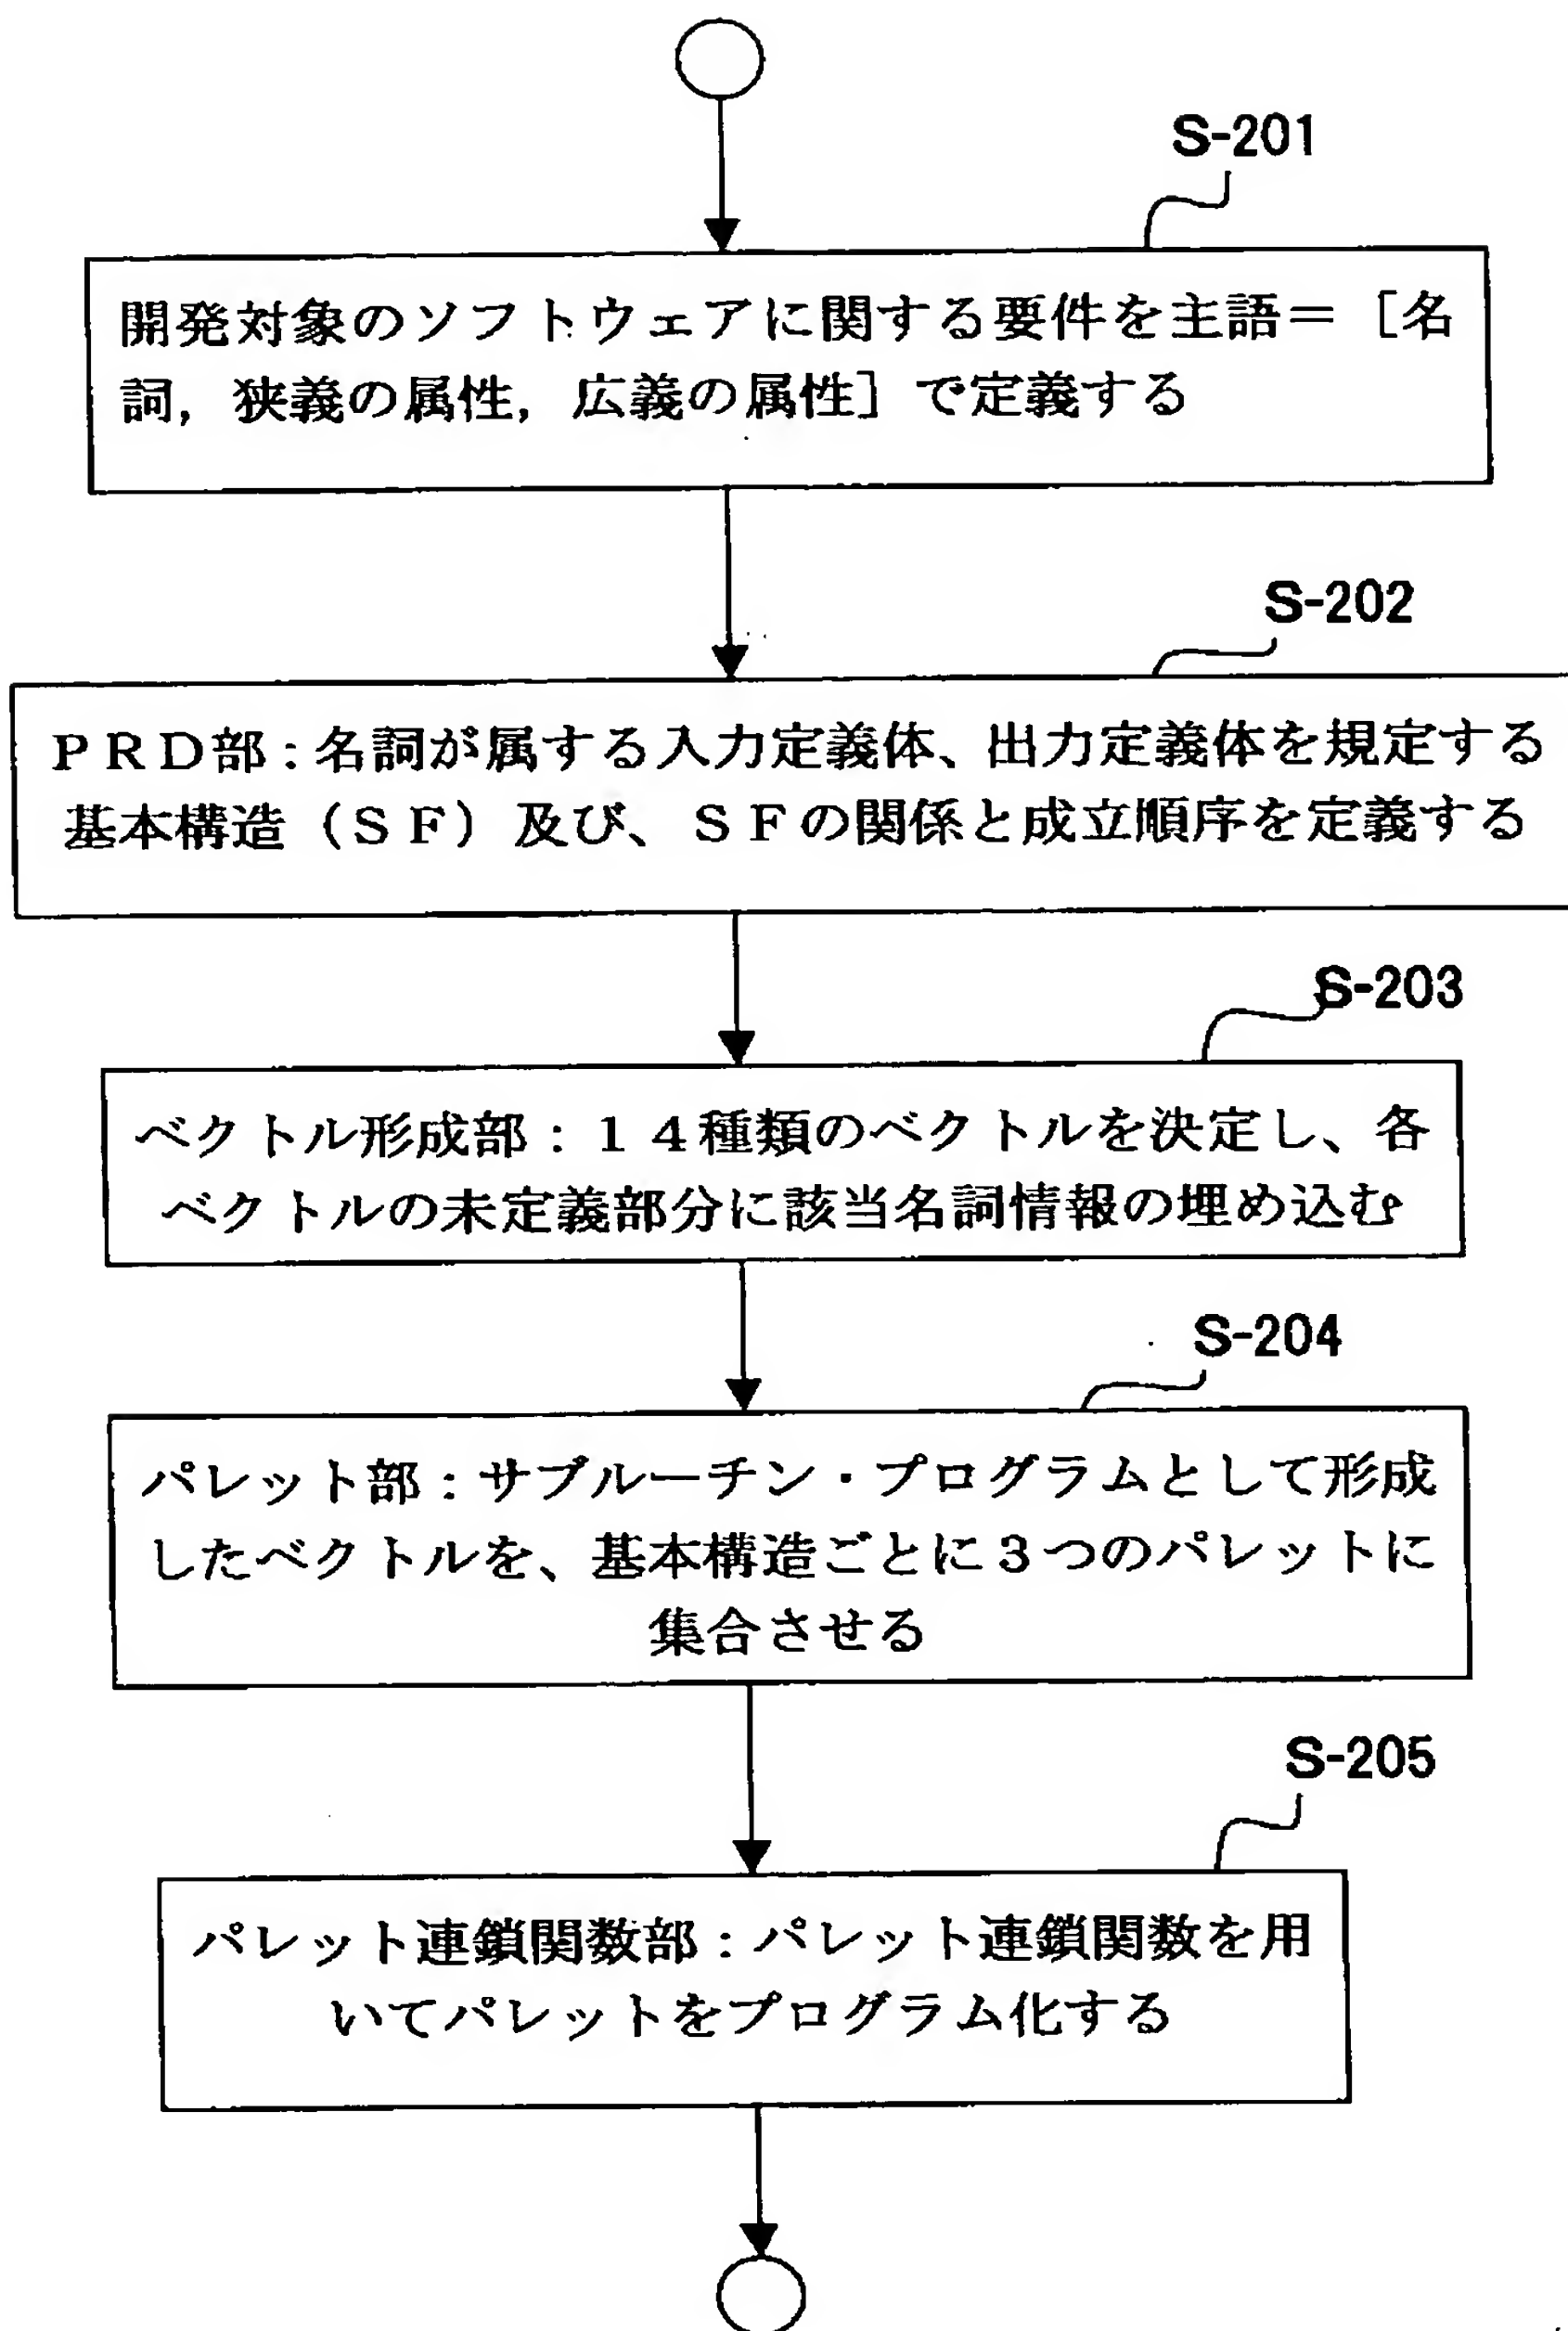 S-201
開発対象のソフトウェアに関する要件を主語＝［名
詞，狭義の属性，広義の属性］で定義する
S-202
ＰＲＤ部：名詞が属する入力定義体、出力定義体を規定する
基本構造（ＳＦ）及び、ＳＦの関係と成立順序を定義する
S-203
ベクトル形成部：１４種類のベクトルを決定し、各
ベクトルの未定義部分に該当名詞情報の埋め込む
S-204
パレット部：サブルーチン・プログラムとして形成
したベクトルを、基本構造ごとに３つのパレットに
集合させる
S-205
パレット連鎖関数部：パレット連鎖関数を用
いてパレットをプログラム化する